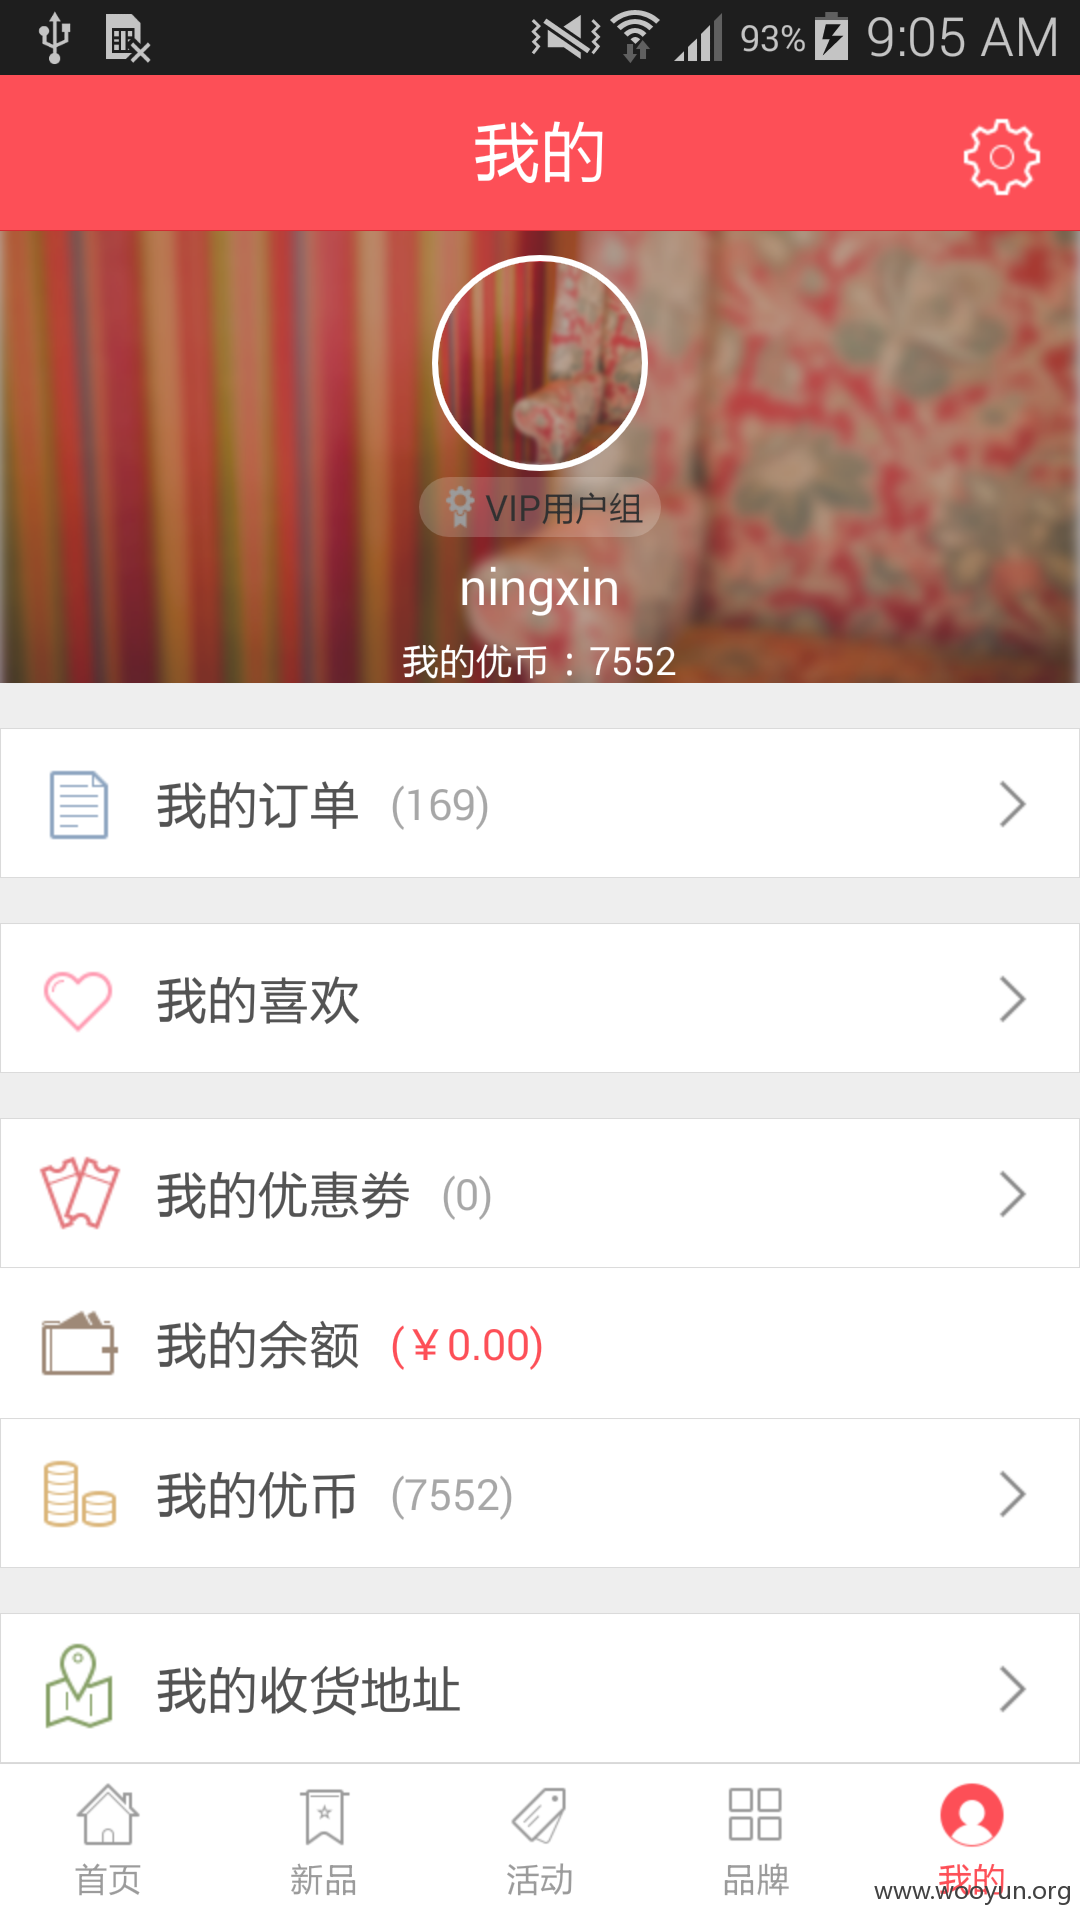 93% 9:05 AM
我的
VIP用户组
ningxin
我的优币：7552
我的订单 (169)
我的喜欢
我的优惠劵 (0)
我的余额 (￥0.00)
我的优币 (7552)
我的收货地址
首页 新品 活动 品牌 我的
www.wooyun.org